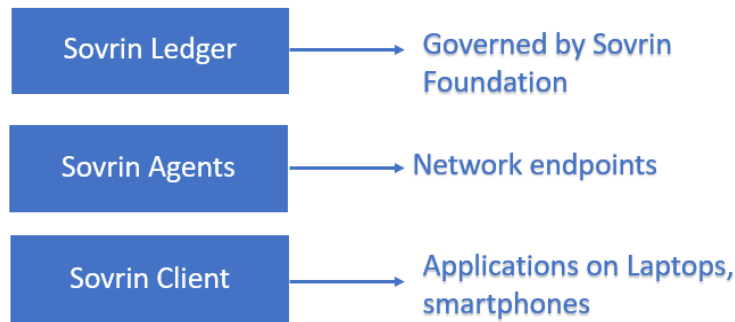 Sovrin Ledger
Governed by Sovrin
Foundation
Sovrin Agents
Network endpoints
Sovrin Client
Applications on Laptops,
smartphones